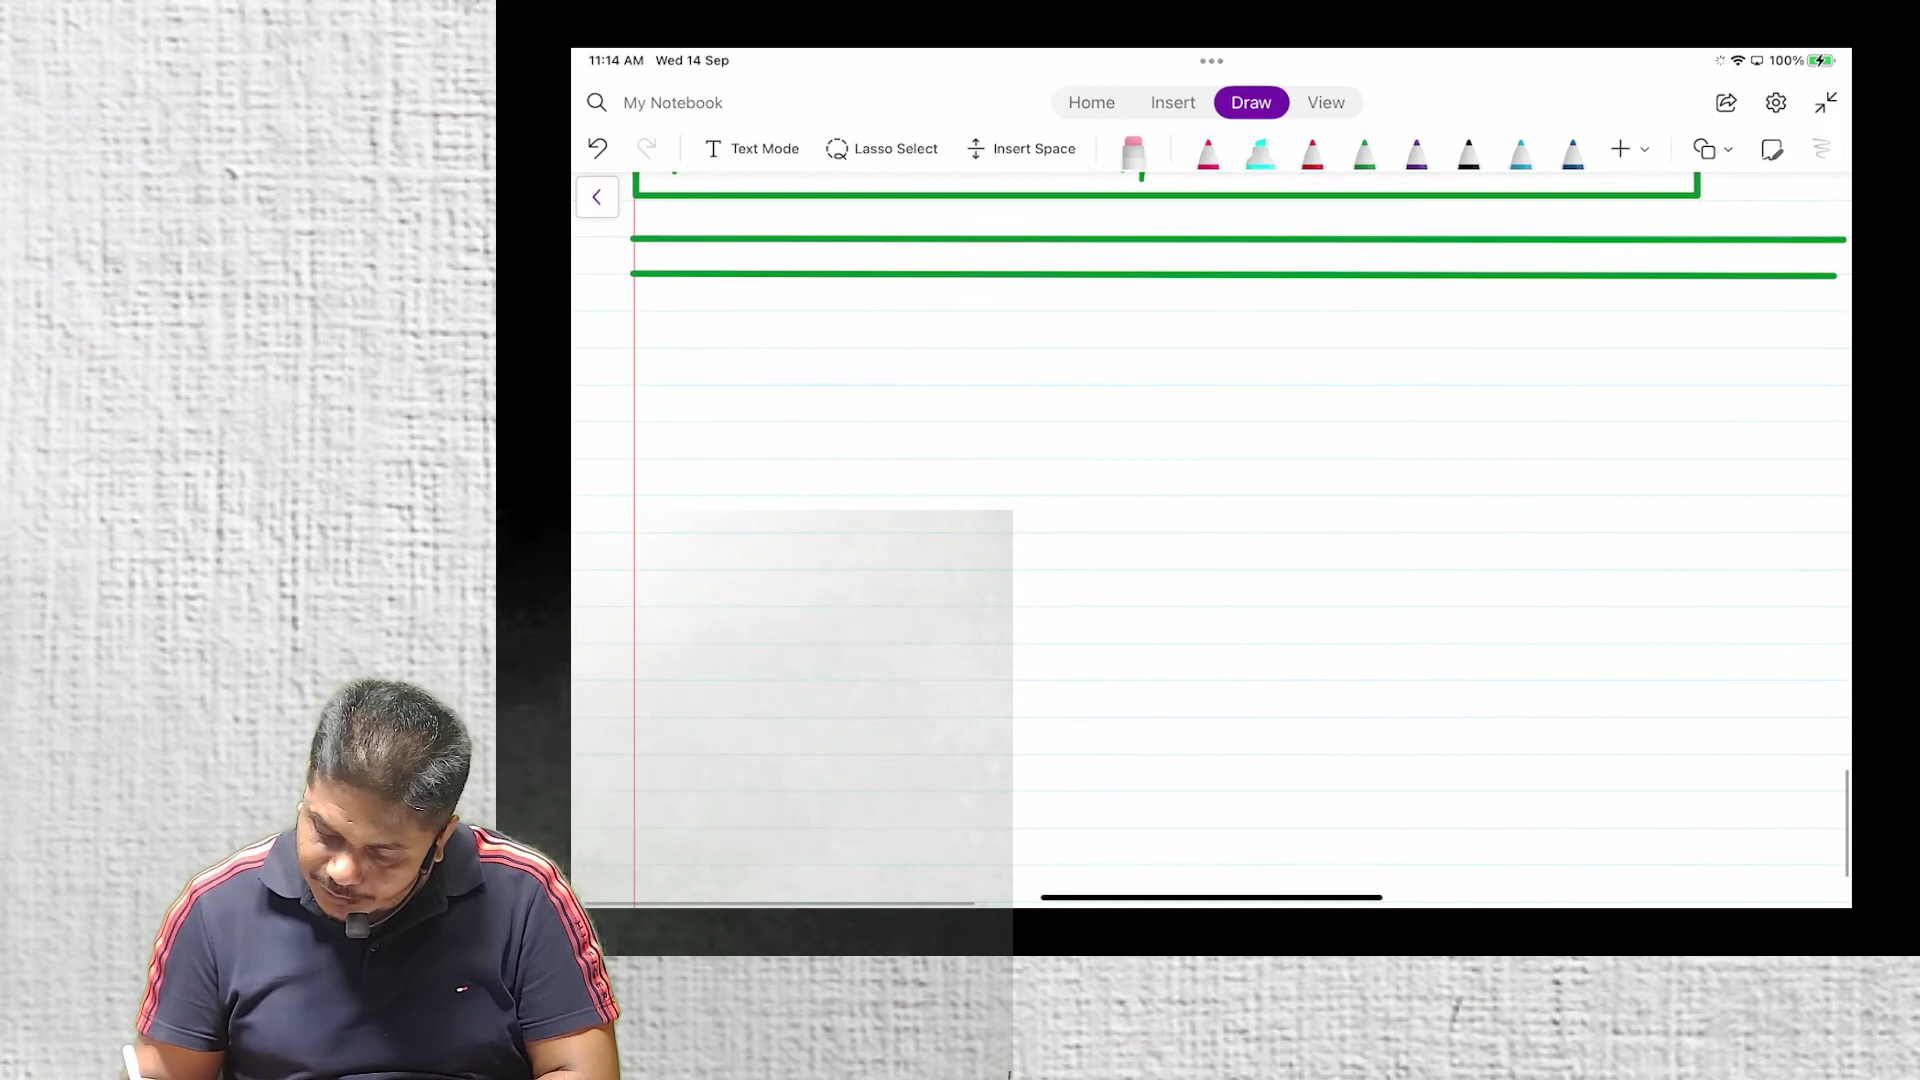 11:14 AM Wed 14 Sep 100%
My Notebook Home Insert Draw View
Text Mode Lasso Select Insert Space